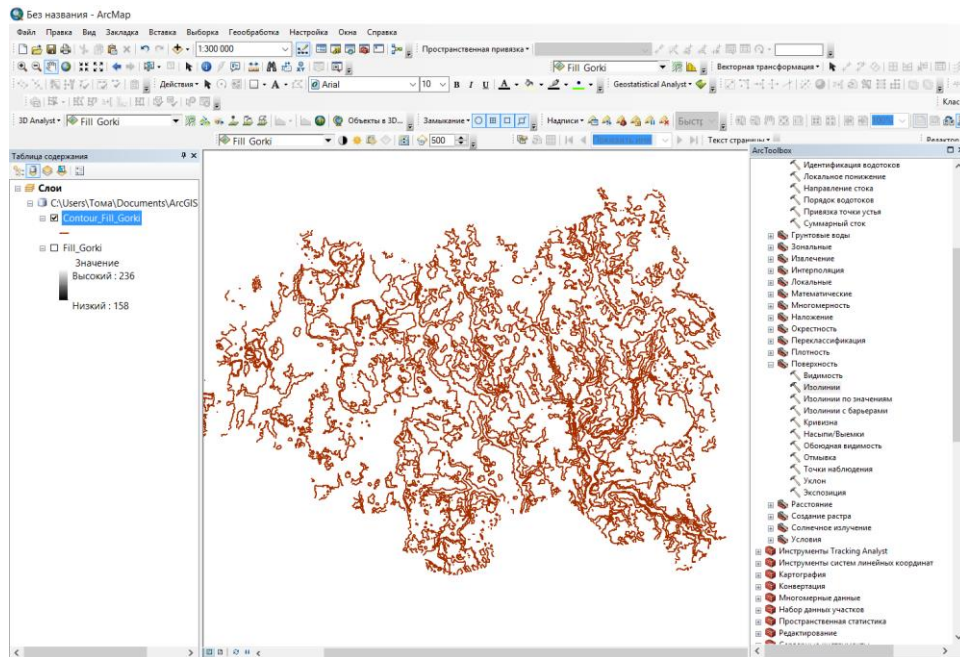 Без названия - ArcMap
Файл Правка Вид Закладка Вставка Выборка Геообработка Настройка Окна Справка
1:300 000 Пространственная привязка
Fill Gorki Векторная трансформация
Действия Arial 10 B I U A Geostatistical Analyst
Клас
3D Analyst Fill Gorki Объекты в 3D... Замыкание Надписи Быстр
Fill Gorki 500 Текст страницы
Таблица содержания
ArcToolbox
Слои
C:\Users\Тома\Documents\ArcGIS
Contour_Fill_Gorki
Fill_Gorki
Значение
Высокий : 236
Низкий : 158
Идентификация водотоков
Локальное понижение
Направление стока
Порядок водотоков
Привязка точки устья
Суммарный сток
Грунтовые воды
Зональные
Извлечение
Интерполяция
Локальные
Математические
Многомерность
Наложение
Окрестность
Переклассификация
Плотность
Поверхность
Видимость
Изолинии
Изолинии по значениям
Изолинии с барьерами
Кривизна
Насыпи/Выемки
Обоюдная видимость
Отмывка
Точки наблюдения
Уклон
Экспозиция
Расстояние
Создание растра
Солнечное излучение
Условия
Инструменты Tracking Analyst
Инструменты систем линейных координат
Картография
Конвертация
Многомерные данные
Набор данных участков
Пространственная статистика
Редактирование